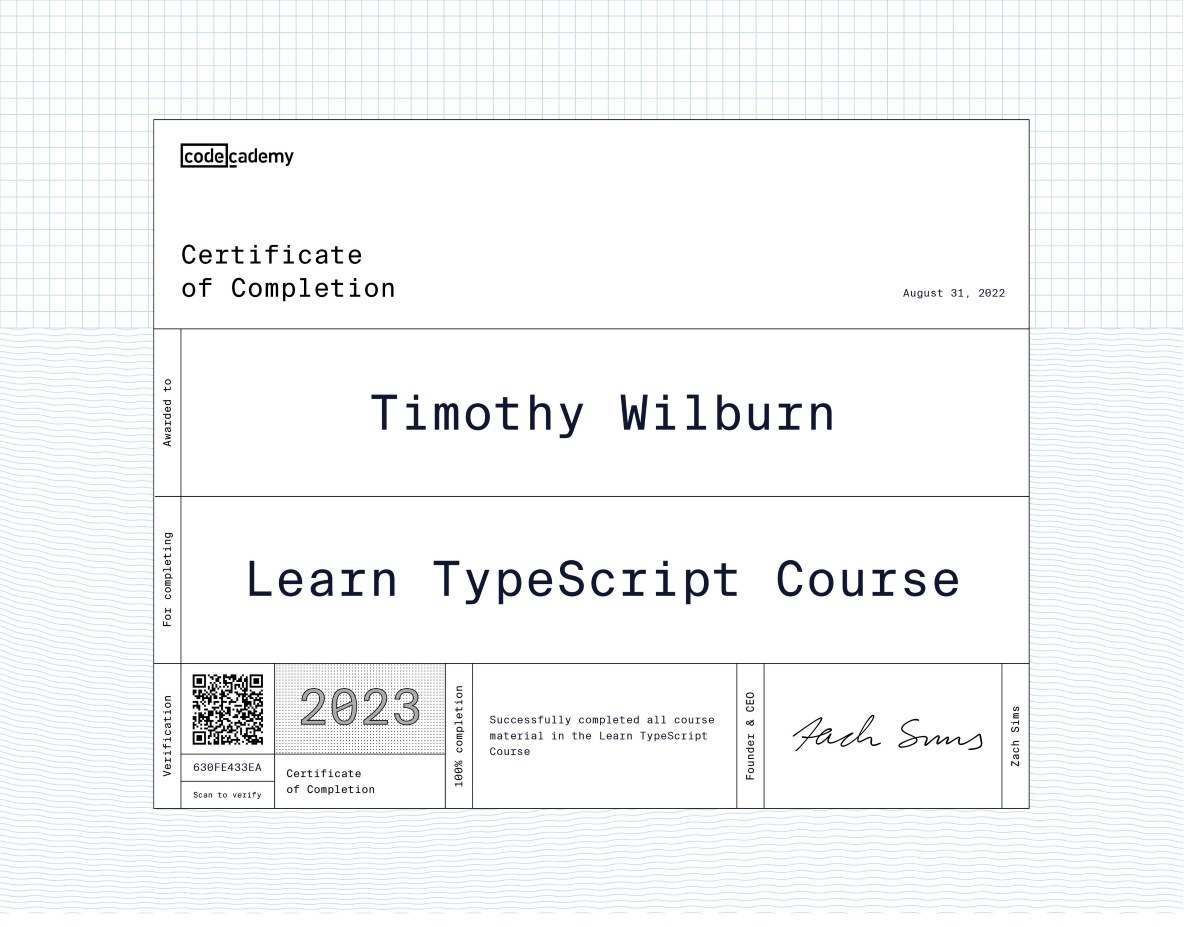 codecademy
Certificate
of Completion
August 31, 2022
Awarded to
Timothy Wilburn
For completing
Learn TypeScript Course
Verification
630FE433EA
Scan to verify
2023
Certificate
of Completion
100% completion
Successfully completed all course
material in the Learn TypeScript
Course
Founder & CEO
Zach Sims
Zach Sims